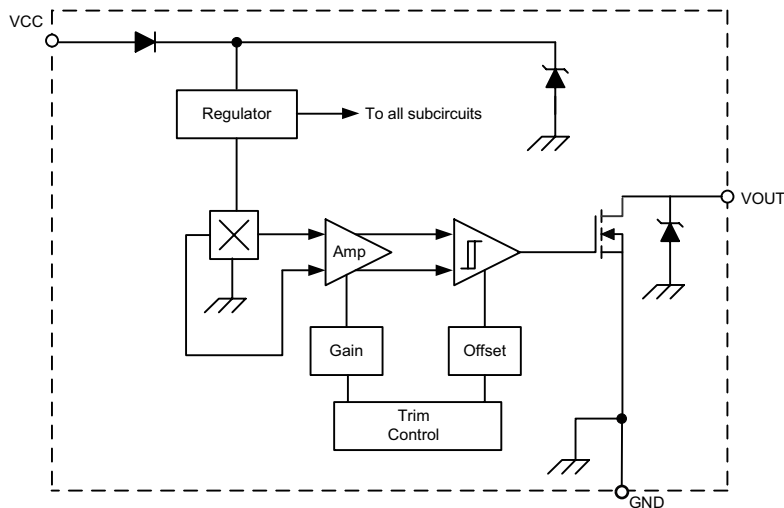 VCC
Regulator
To all subcircuits
VOUT
Amp
Gain
Offset
Trim
Control
GND